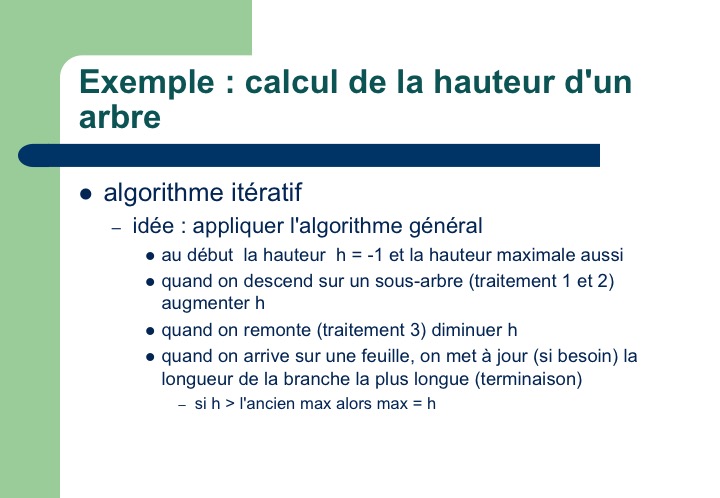 Exemple : calcul de la hauteur d'un
arbre
● algorithme itératif
– idée : appliquer l'algorithme général
● au début  la hauteur  h = -1 et la hauteur maximale aussi
● quand on descend sur un sous-arbre (traitement 1 et 2)
augmenter h
● quand on remonte (traitement 3) diminuer h
● quand on arrive sur une feuille, on met à jour (si besoin) la
longueur de la branche la plus longue (terminaison)
– si h > l'ancien max alors max = h